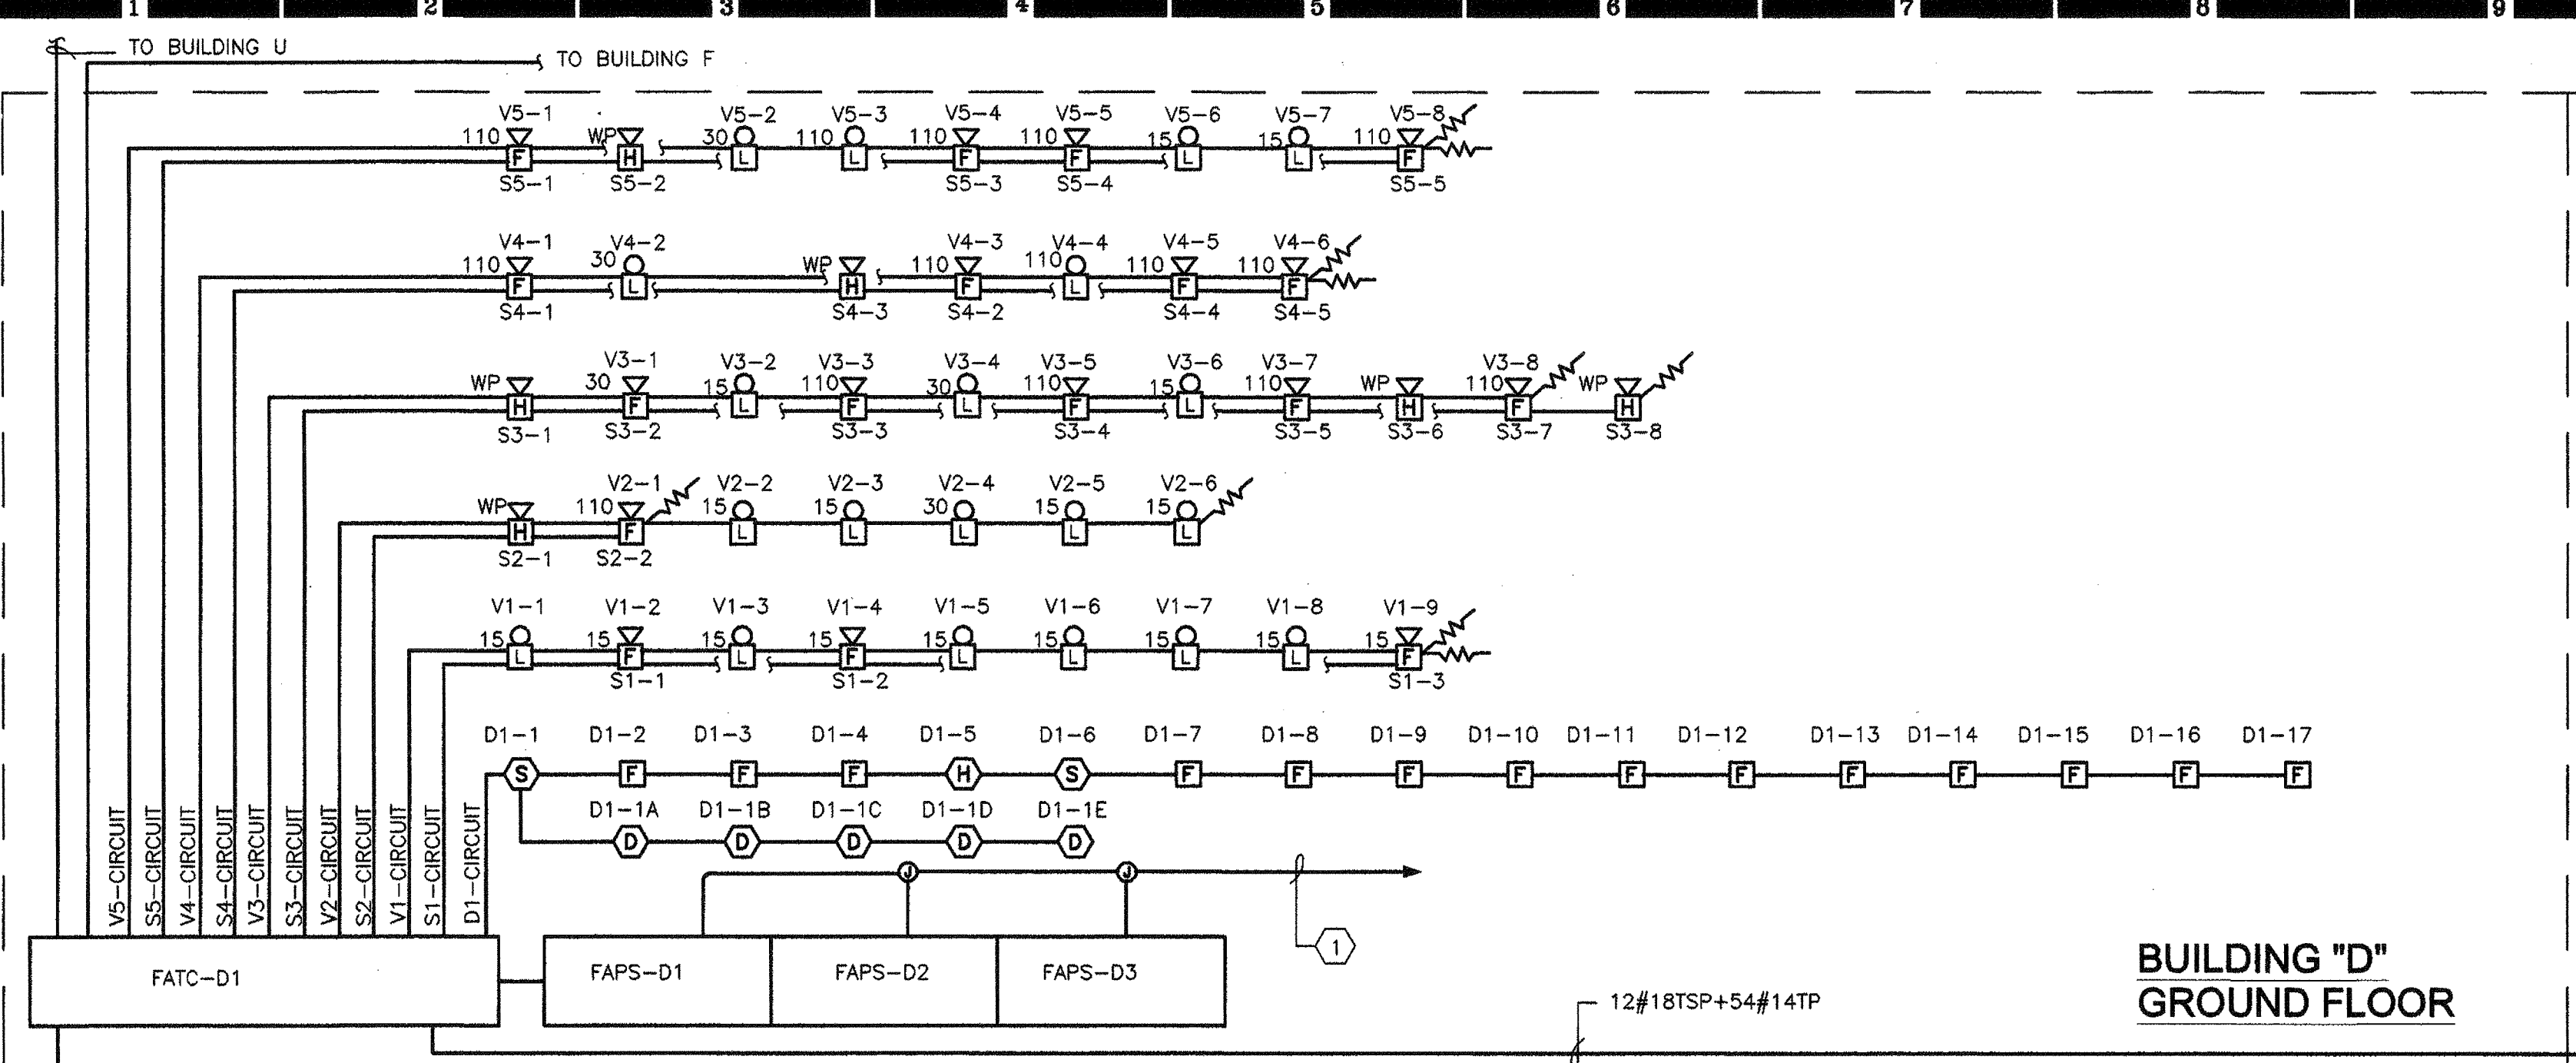 1 2 3 4 5 6 7 8 9
TO BUILDING U
TO BUILDING F
V5-1 V5-2 V5-3 V5-4 V5-5 V5-6 V5-7 V5-8
110 WP 30 110 110 110 15 15 110
F H L L F F L L F
S5-1 S5-2 S5-3 S5-4 S5-5
V4-1 V4-2 V4-3 V4-4 V4-5 V4-6
110 30 WP 110 110 110 110
F L H F L F F
S4-1 S4-3 S4-2 S4-4 S4-5
V3-1 V3-2 V3-3 V3-4 V3-5 V3-6 V3-7 V3-8
WP 30 15 110 30 110 15 110 WP 110 WP
H F L F L F L F H F H
S3-1 S3-2 S3-3 S3-4 S3-5 S3-6 S3-7 S3-8
V2-1 V2-2 V2-3 V2-4 V2-5 V2-6
WP 110 15 15 30 15 15
H F L L L L L
S2-1 S2-2
V1-1 V1-2 V1-3 V1-4 V1-5 V1-6 V1-7 V1-8 V1-9
15 15 15 15 15 15 15 15 15
L F L F L L L L F
S1-1 S1-2 S1-3
D1-1 D1-2 D1-3 D1-4 D1-5 D1-6 D1-7 D1-8 D1-9 D1-10 D1-11 D1-12 D1-13 D1-14 D1-15 D1-16 D1-17
S F F F H S F F F F F F F F F F F
D1-1A D1-1B D1-1C D1-1D D1-1E
D D D D D
V5-CIRCUIT
S5-CIRCUIT
V4-CIRCUIT
S4-CIRCUIT
V3-CIRCUIT
S3-CIRCUIT
V2-CIRCUIT
S2-CIRCUIT
V1-CIRCUIT
S1-CIRCUIT
D1-CIRCUIT
J J
1
FATC-D1 FAPS-D1 FAPS-D2 FAPS-D3
12#18TSP+54#14TP
BUILDING "D"
GROUND FLOOR